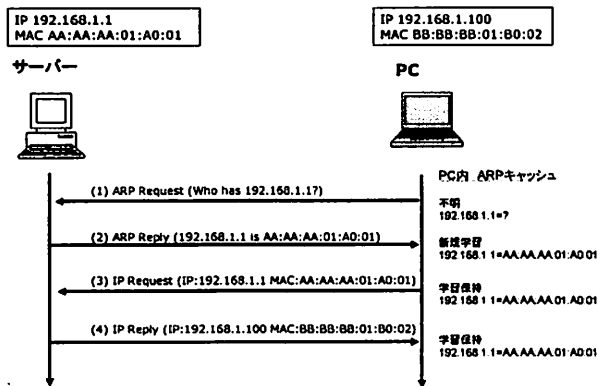 IP 192.168.1.1
MAC AA:AA:AA:01:A0:01
IP 192.168.1.100
MAC BB:BB:BB:01:B0:02
サーバー
PC
PC内 ARPキャッシュ
(1) ARP Request (Who has 192.168.1.1?)
不明
192.168.1.1=?
(2) ARP Reply (192.168.1.1 is AA:AA:AA:01:A0:01)
新規学習
192.168.1.1=AA.AA.AA.01:A0:01
(3) IP Request (IP:192.168.1.1 MAC:AA:AA:AA:01:A0:01)
学習保持
192.168.1.1=AA.AA.AA.01:A0:01
(4) IP Reply (IP:192.168.1.100 MAC:BB:BB:BB:01:B0:02)
学習保持
192.168.1.1=AA.AA.AA.01:A0:01